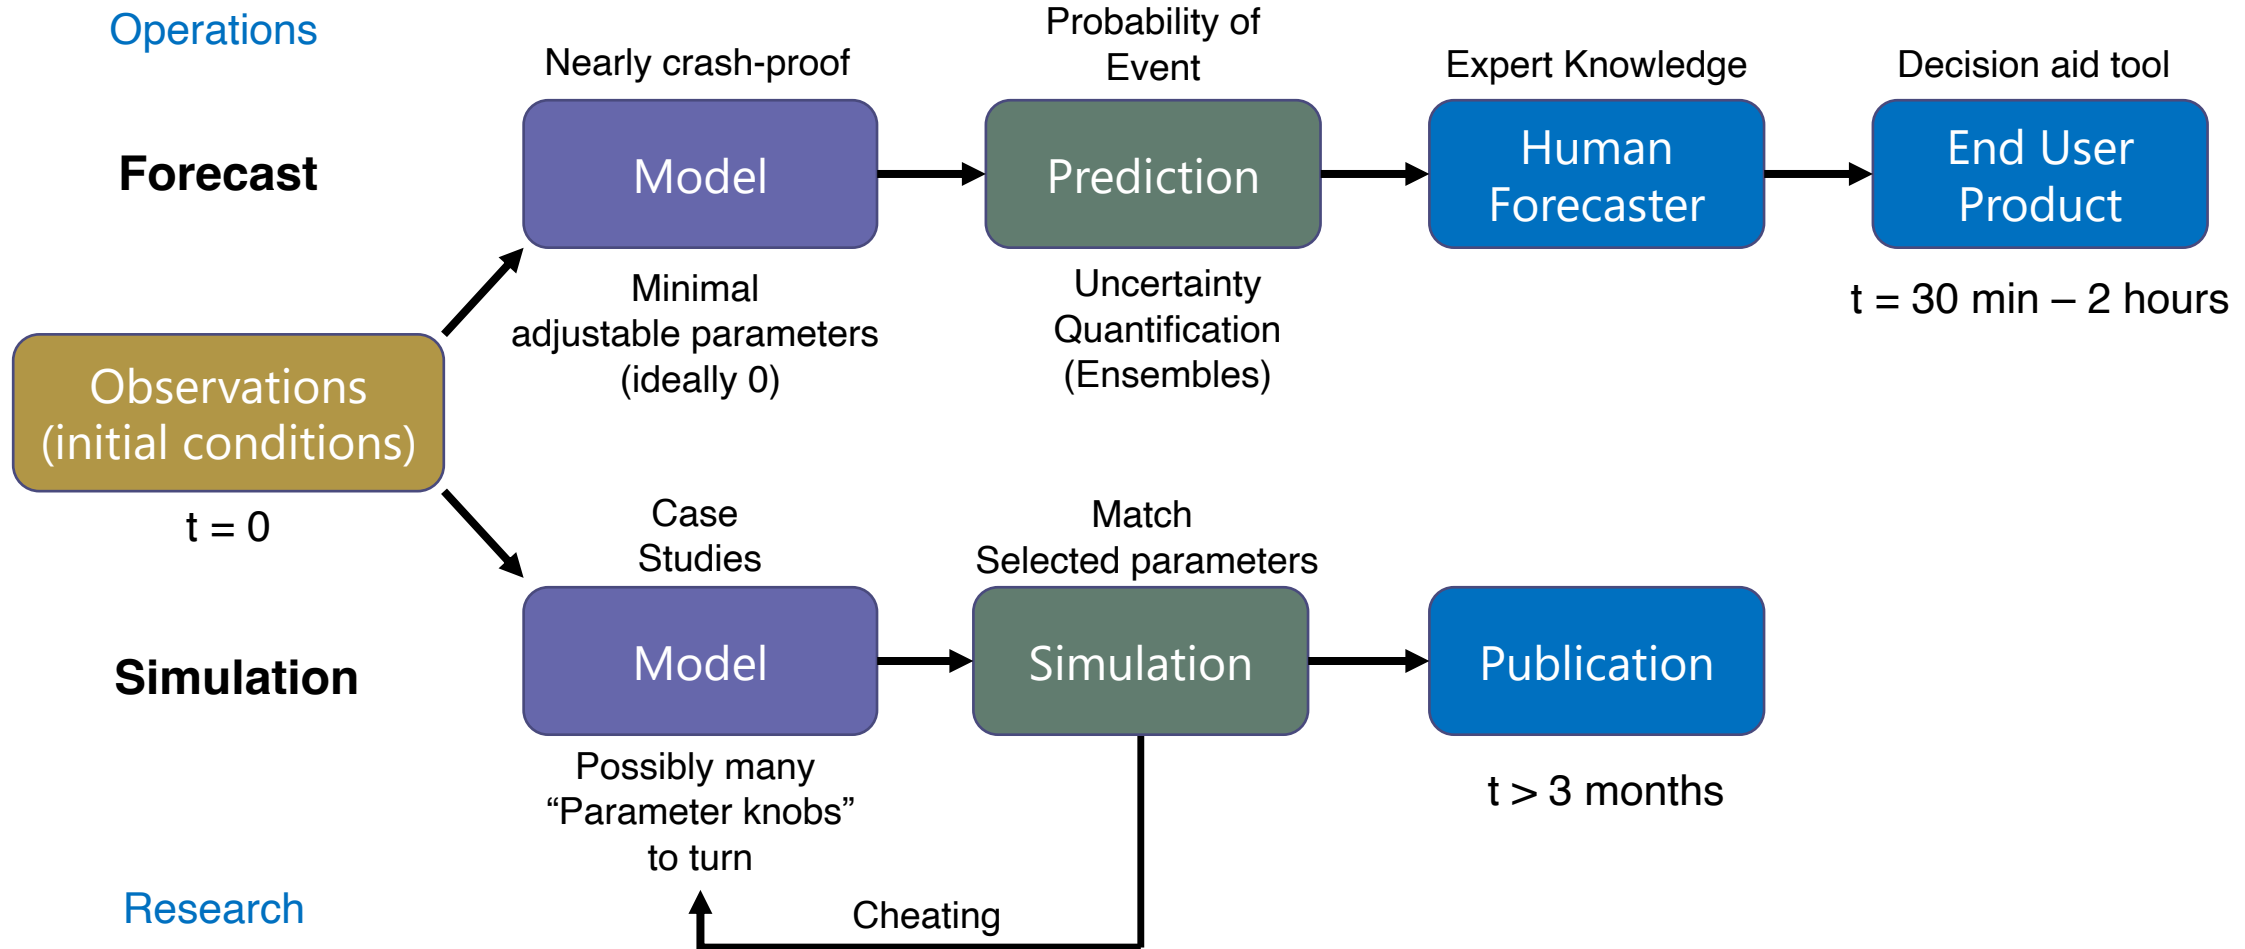 Operations
Nearly crash-proof
Probability of
Event
Expert Knowledge
Decision aid tool
Forecast
Model
Prediction
Human
Forecaster
End User
Product
Minimal
adjustable parameters
(ideally 0)
Uncertainty
Quantification
(Ensembles)
t = 30 min – 2 hours
Observations
(initial conditions)
t = 0
Case
Studies
Match
Selected parameters
Simulation
Model
Simulation
Publication
Possibly many
“Parameter knobs”
to turn
t > 3 months
Research
Cheating